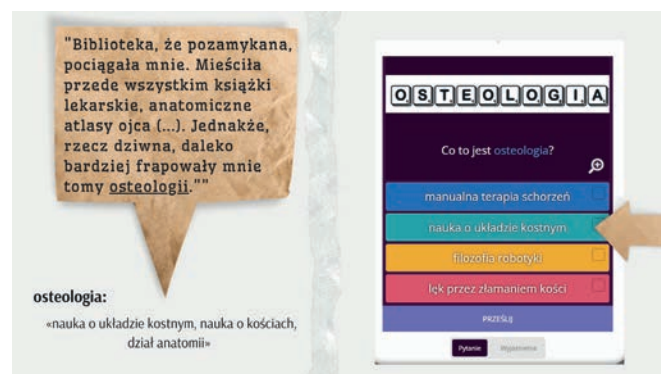 "Biblioteka, że pozamykana,
pociągała mnie. Mieściła
przede wszystkim książki
lekarskie, anatomiczne
atlasy ojca (...). Jednakże,
rzecz dziwna, daleko
bardziej frapowały mnie
tomy osteologii.""
osteologia:
«nauka o układzie kostnym, nauka o kościach,
dział anatomii»
OSTEOLOGIA
Co to jest osteologia?
manualna terapia schorzeń
nauka o układzie kostnym
filozofia robotyki
lęk przez złamaniem kości
PRZEŚLIJ
Pytanie
Wyjaśnienie